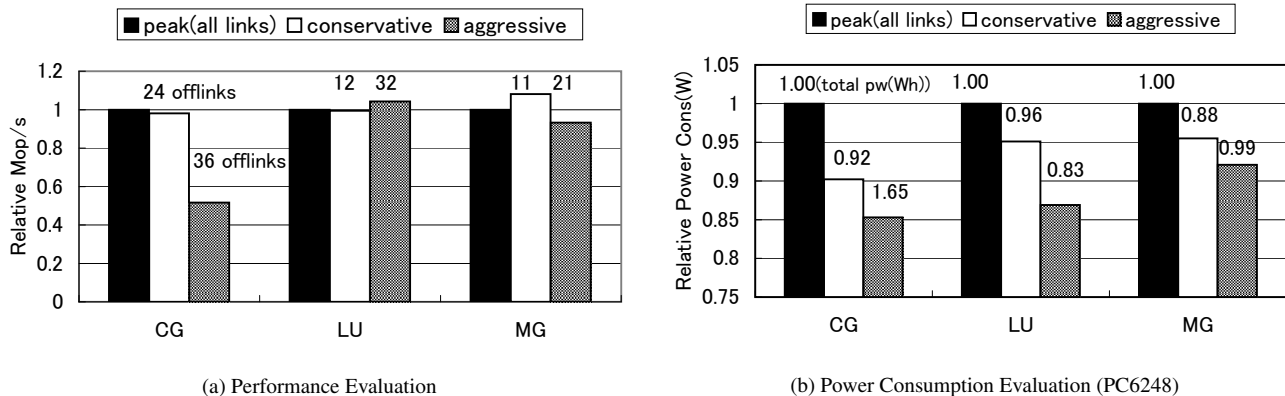 peak(all links) conservative aggressive
1.2
1
0.8
0.6
0.4
0.2
0
Relative Mop/s
24 offlinks
36 offlinks
12 32
11 21
CG LU MG
(a) Performance Evaluation
peak(all links) conservative aggressive
1.05
1
0.95
0.9
0.85
0.8
0.75
Relative Power Cons(W)
1.00(total pw(Wh)) 1.00 1.00
0.92
1.65
0.96
0.83
0.88
0.99
CG LU MG
(b) Power Consumption Evaluation (PC6248)